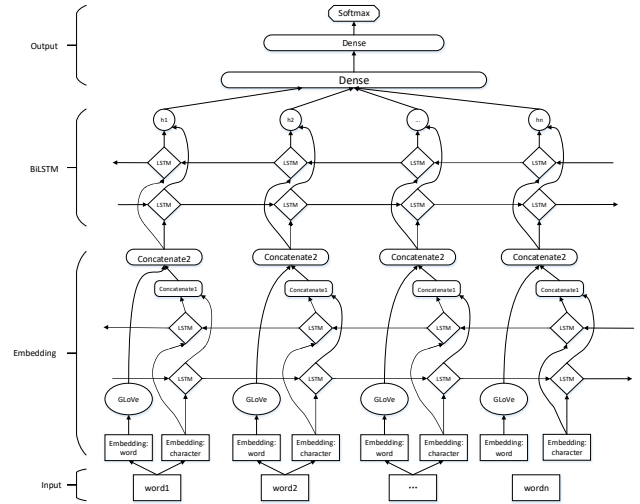 Softmax
Output
Dense
Dense
h1
h2
...
hn
BiLSTM
LSTM
LSTM
LSTM
LSTM
LSTM
LSTM
LSTM
LSTM
Concatenate2
Concatenate2
Concatenate2
Concatenate2
Concatenate1
Concatenate1
Concatenate1
Concatenate1
Embedding
LSTM
LSTM
LSTM
LSTM
LSTM
LSTM
LSTM
LSTM
GLoVe
GLoVe
GLoVe
GLoVe
Embedding:
word
Embedding:
character
Embedding:
word
Embedding:
character
Embedding:
word
Embedding:
character
Embedding:
word
Embedding:
character
Input
word1
word2
...
wordn